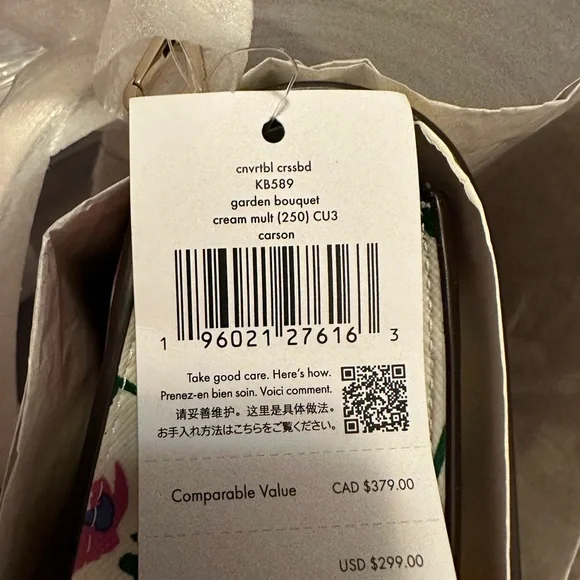 cnvrtbl crssbd
KB589
garden bouquet
cream mult (250) CU3
carson
1 96021 27616 3
Take good care. Here's how.
Prenez-en bien soin. Voici comment.
请妥善维护。这里是具体做法。
お手入れ方法はこちらをご覧ください。
Comparable Value CAD $379.00
USD $299.00